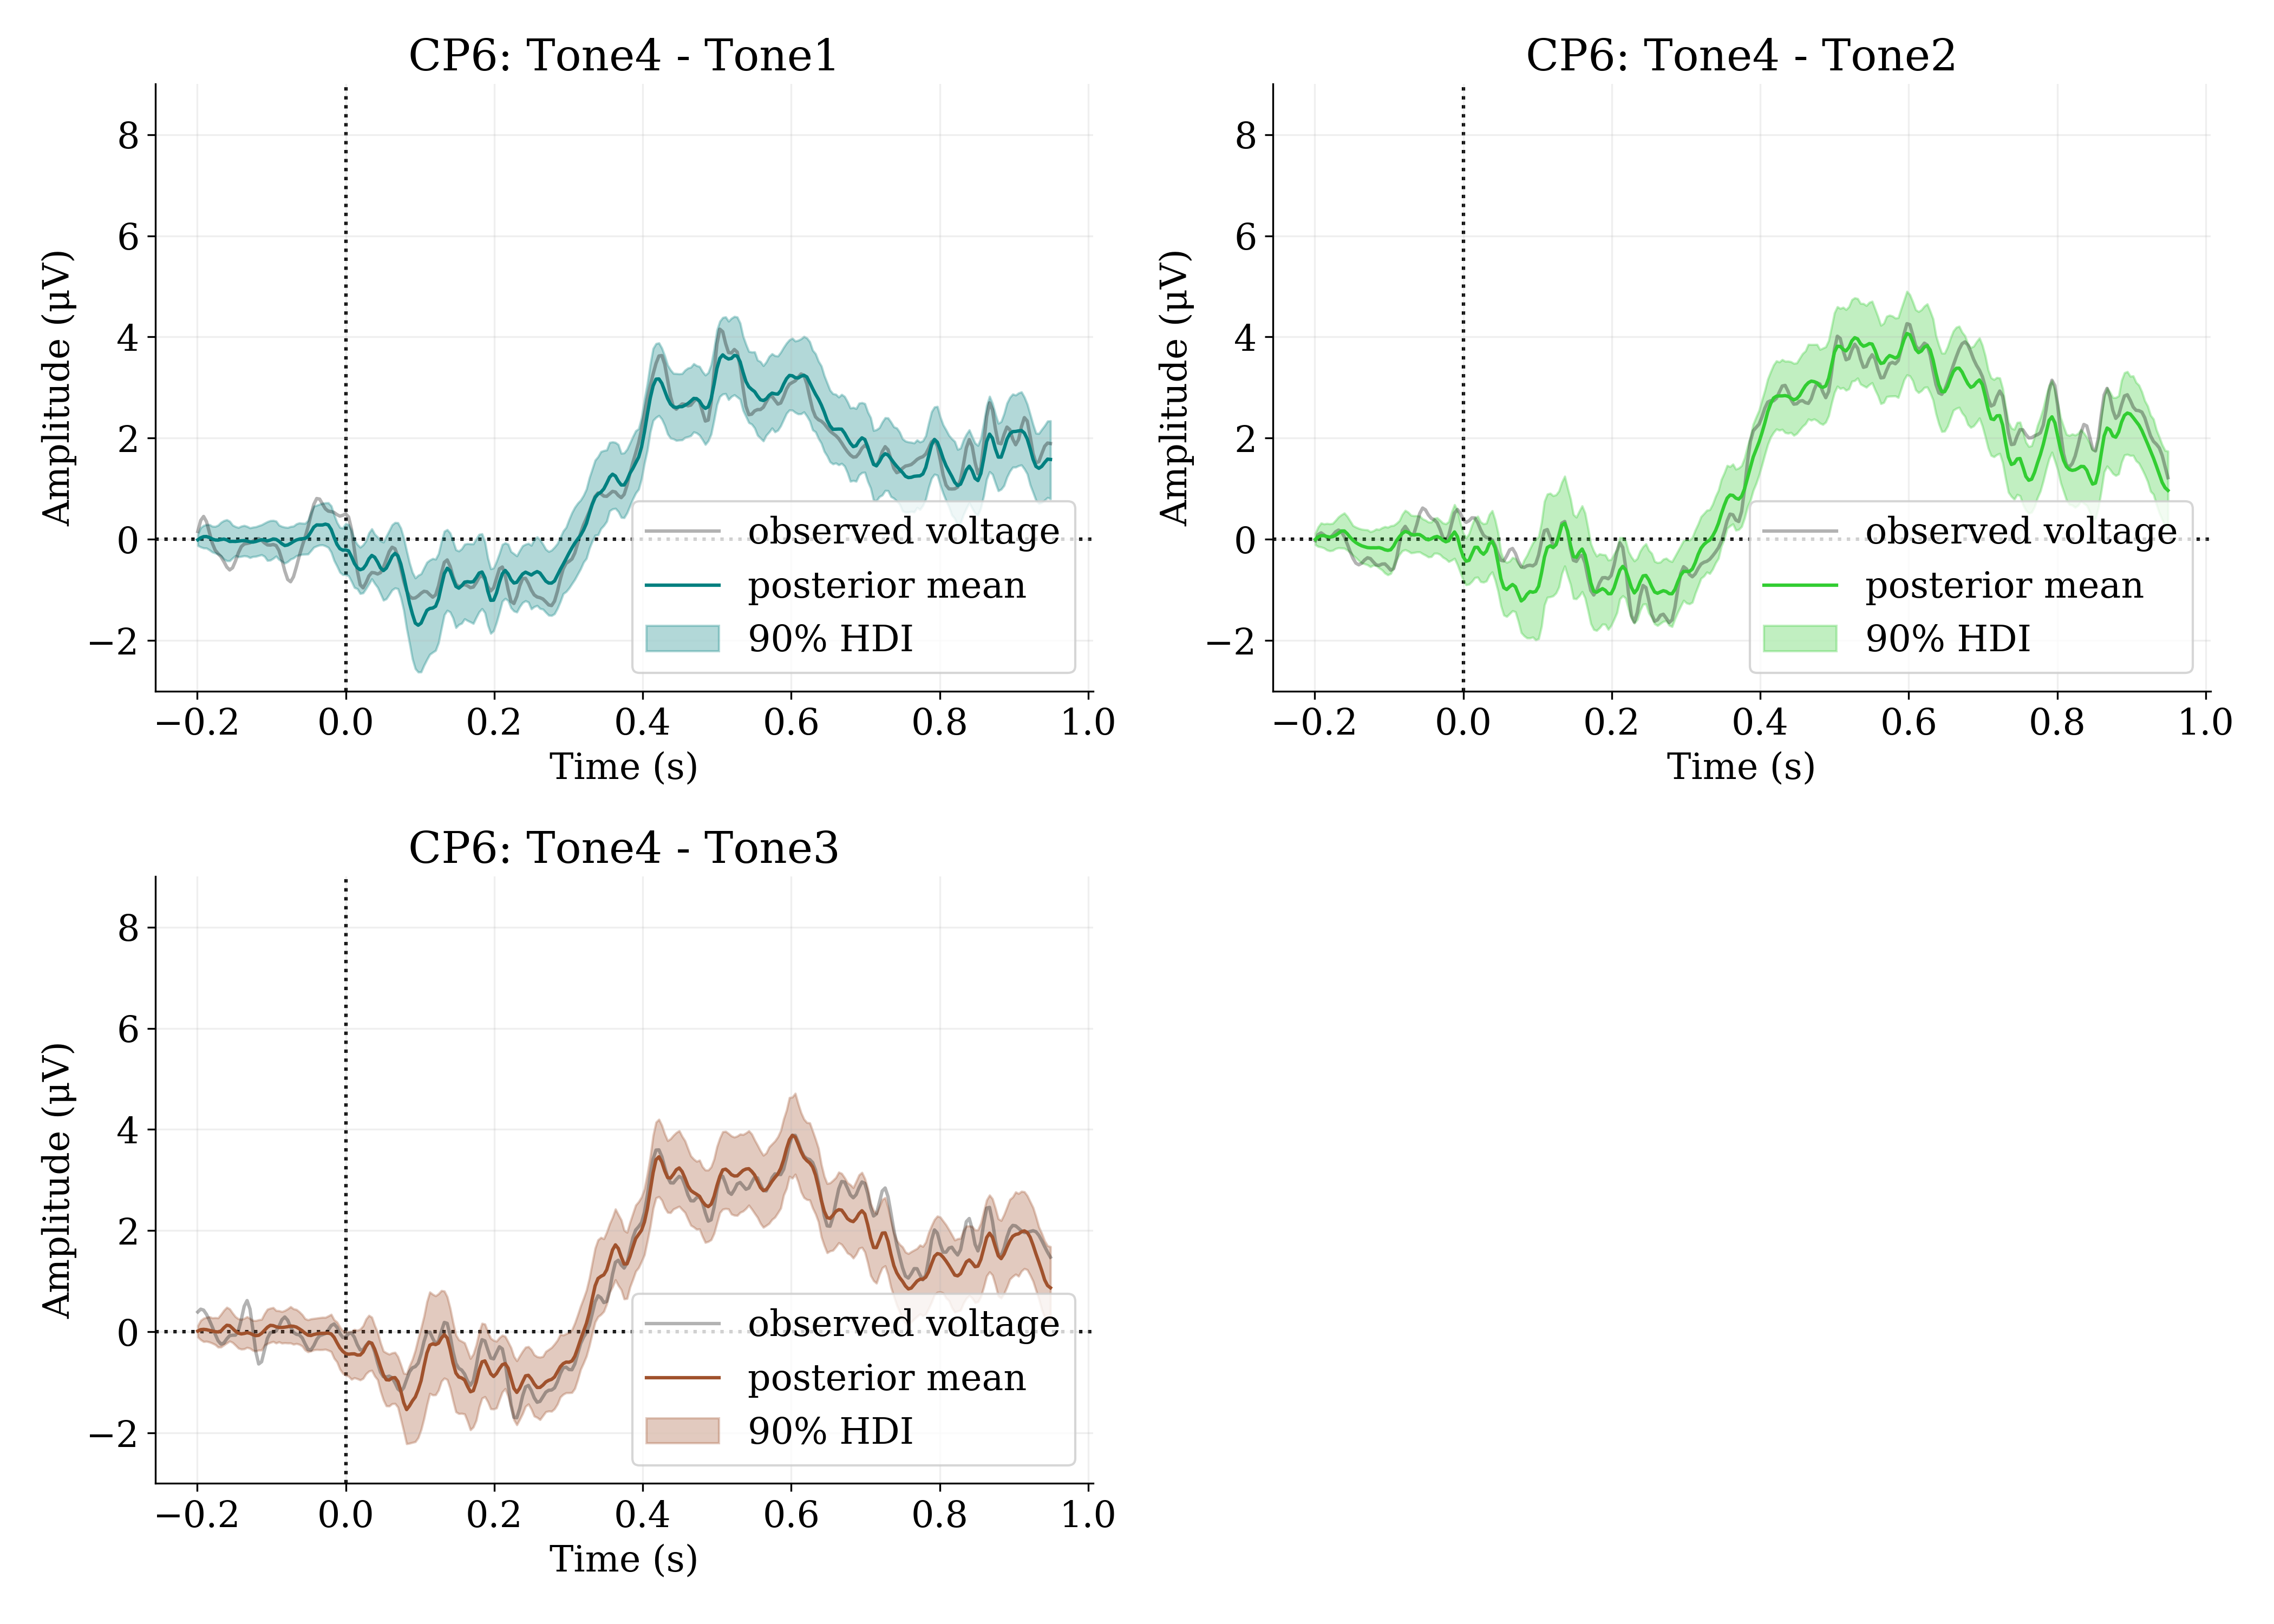 CP6: Tone4 - Tone1
Amplitude (µV)
8
6
4
2
0
−2
observed voltage
posterior mean
90% HDI
−0.2 0.0 0.2 0.4 0.6 0.8 1.0
Time (s)
CP6: Tone4 - Tone2
Amplitude (µV)
8
6
4
2
0
−2
observed voltage
posterior mean
90% HDI
−0.2 0.0 0.2 0.4 0.6 0.8 1.0
Time (s)
CP6: Tone4 - Tone3
Amplitude (µV)
8
6
4
2
0
−2
observed voltage
posterior mean
90% HDI
−0.2 0.0 0.2 0.4 0.6 0.8 1.0
Time (s)